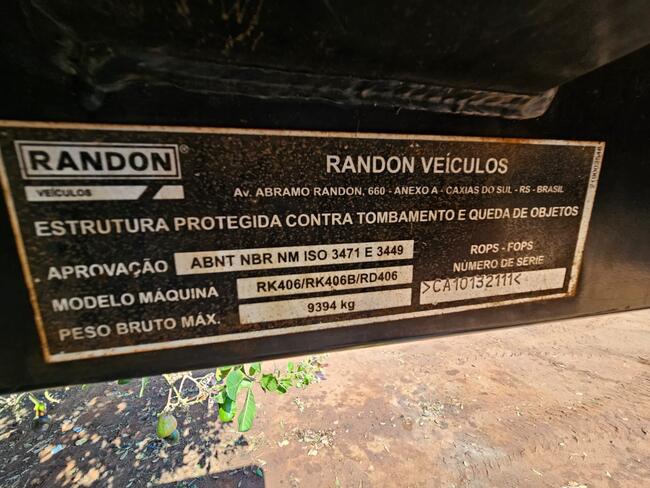 RANDON®
VEÍCULOS
RANDON VEÍCULOS
Av. ABRAMO RANDON, 660 - ANEXO A - CAXIAS DO SUL - RS - BRASIL
ESTRUTURA PROTEGIDA CONTRA TOMBAMENTO E QUEDA DE OBJETOS
APROVAÇÃO ABNT NBR NM ISO 3471 E 3449
MODELO MÁQUINA RK406/RK406B/RD406
PESO BRUTO MÁX. 9394 kg
ROPS - FOPS
NÚMERO DE SÉRIE
>CA10132111<